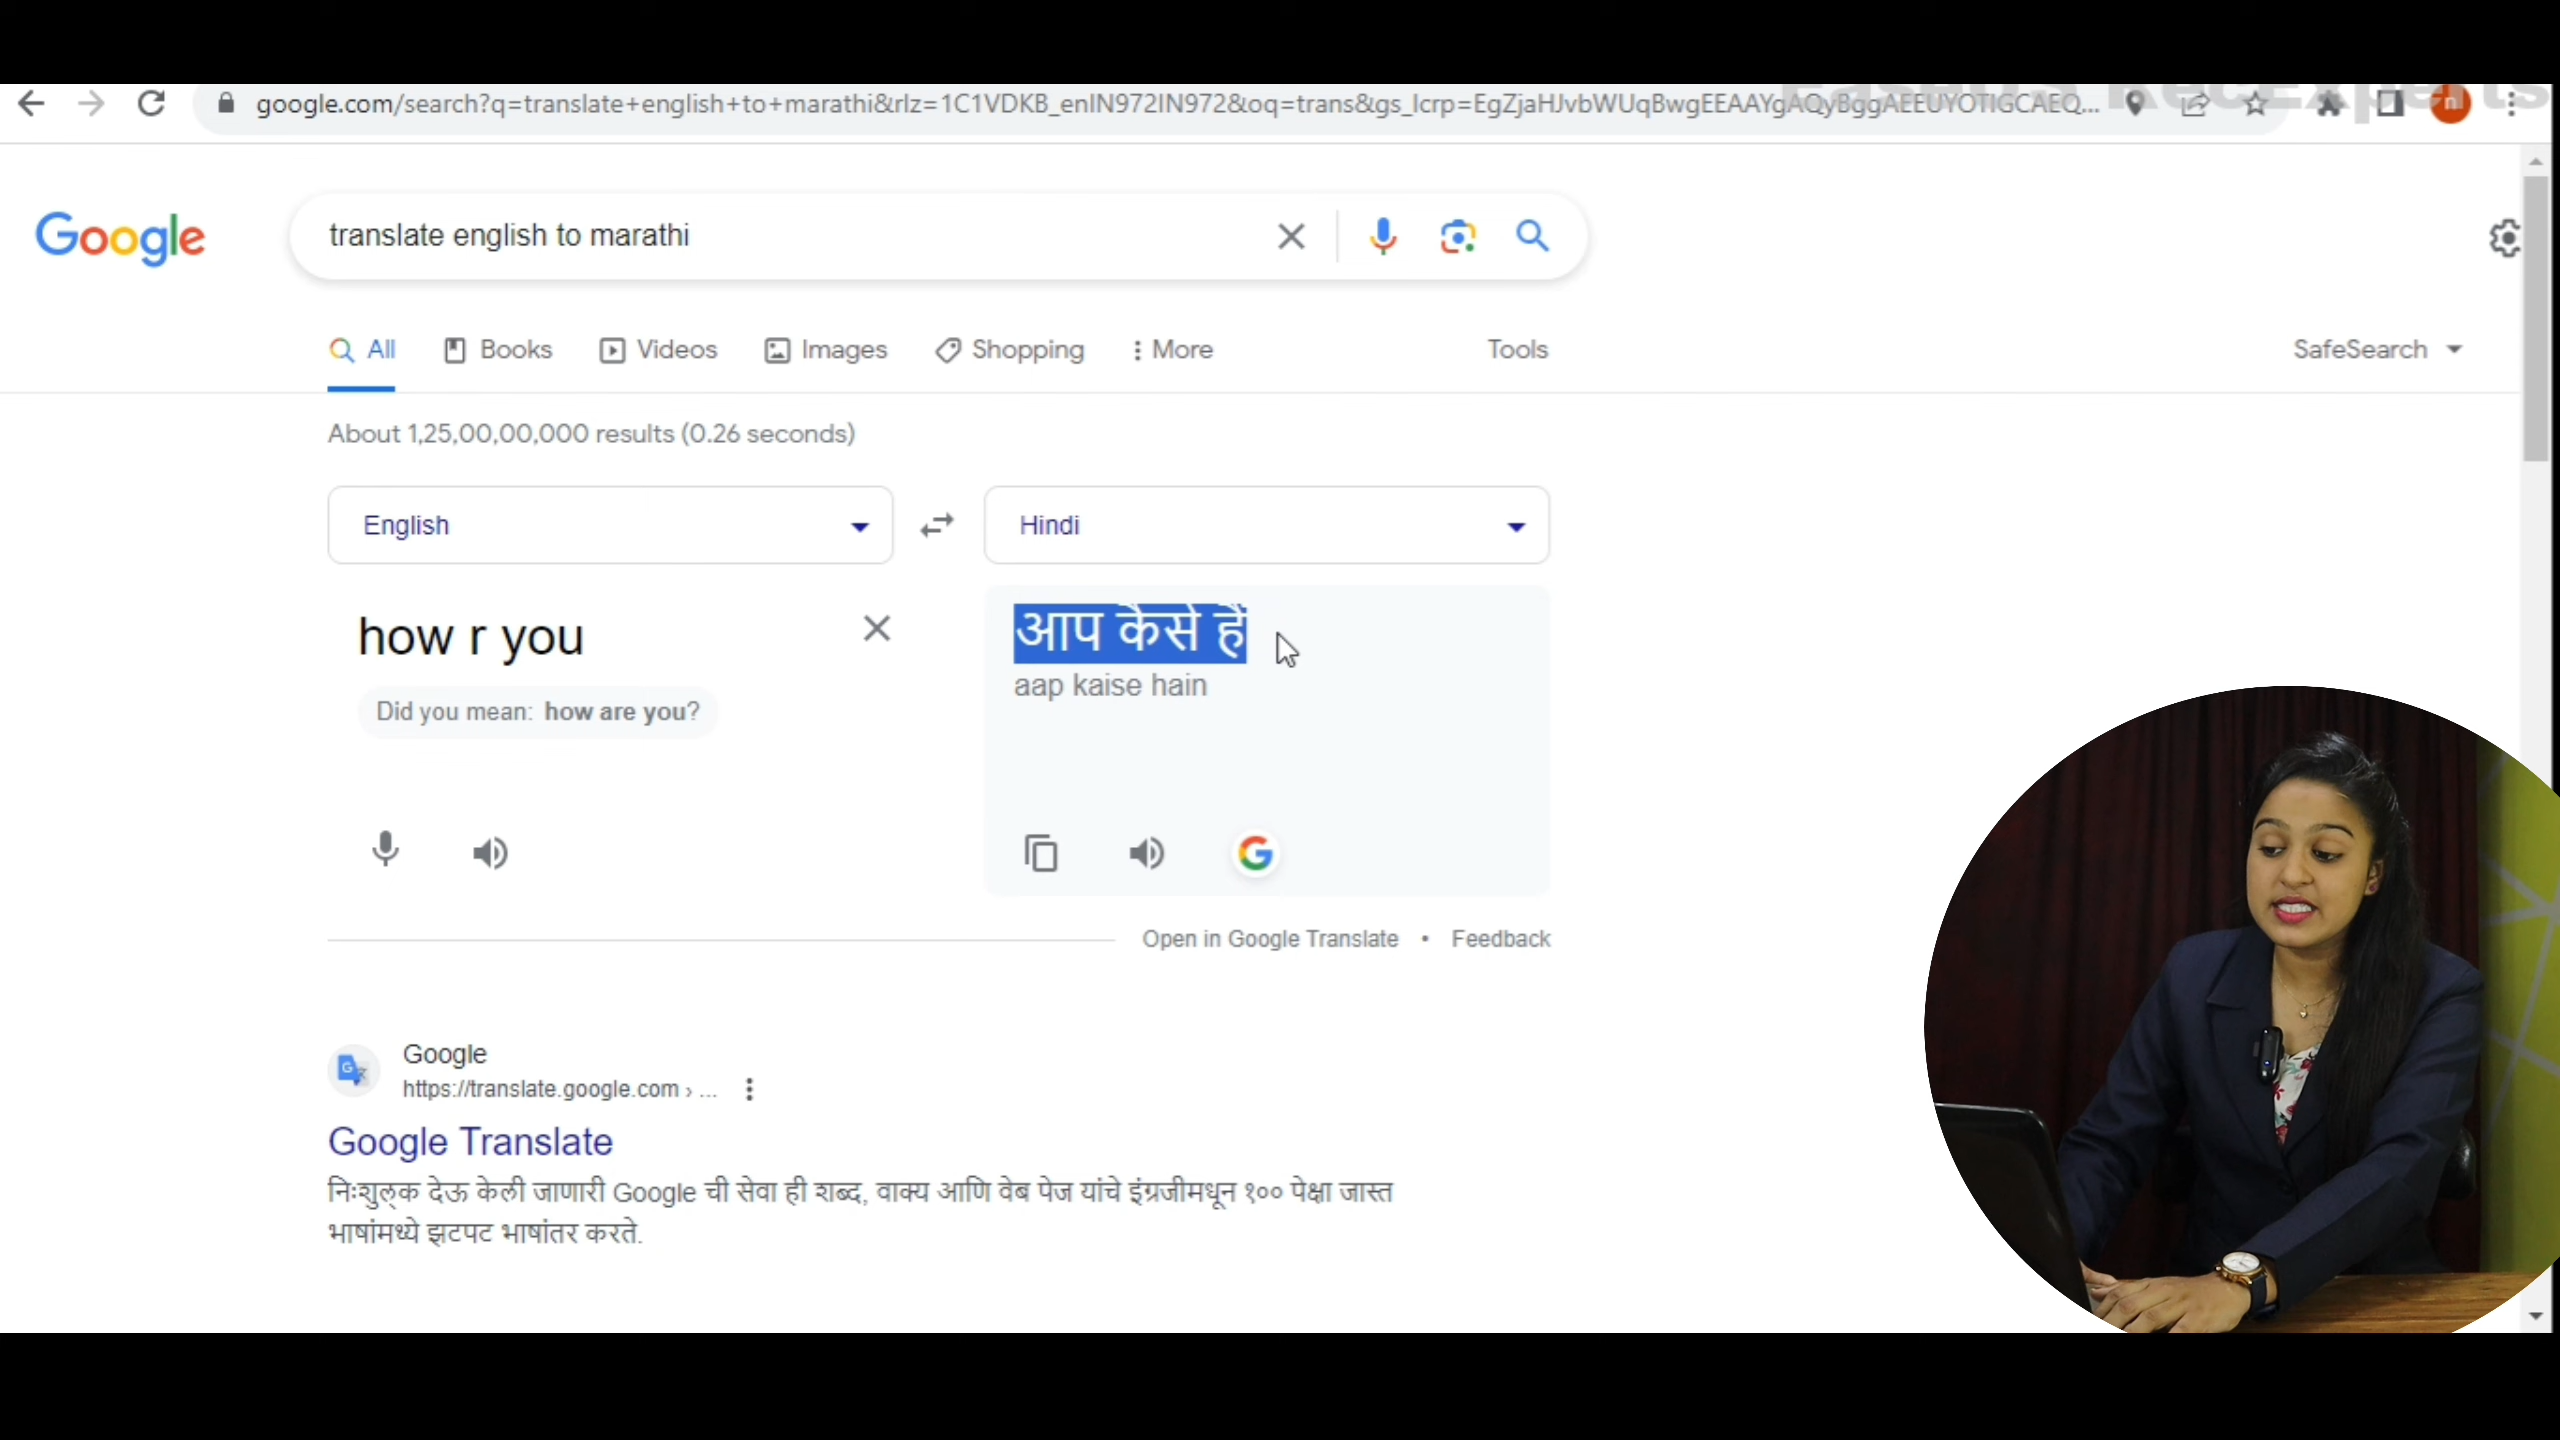 google.com/search?q=translate+english+to+marathi&rlz=1C1VDKB_enIN972IN972&oq=trans&gs_lcrp=EgZjaHJvbWUqBwgEEAAYgAQyBggAEEUYOTIGCAEQ...
Google
translate english to marathi
All Books Videos Images Shopping More Tools SafeSearch
About 1,25,00,00,000 results (0.26 seconds)
English Hindi
how r you आप कैसे हैं
aap kaise hain
Did you mean: how are you?
Open in Google Translate • Feedback
Google
https://translate.google.com › ...
Google Translate
निःशुल्क देऊ केली जाणारी Google ची सेवा ही शब्द, वाक्य आणि वेब पेज यांचे इंग्रजीमधून १०० पेक्षा जास्त
भाषांमध्ये झटपट भाषांतर करते.